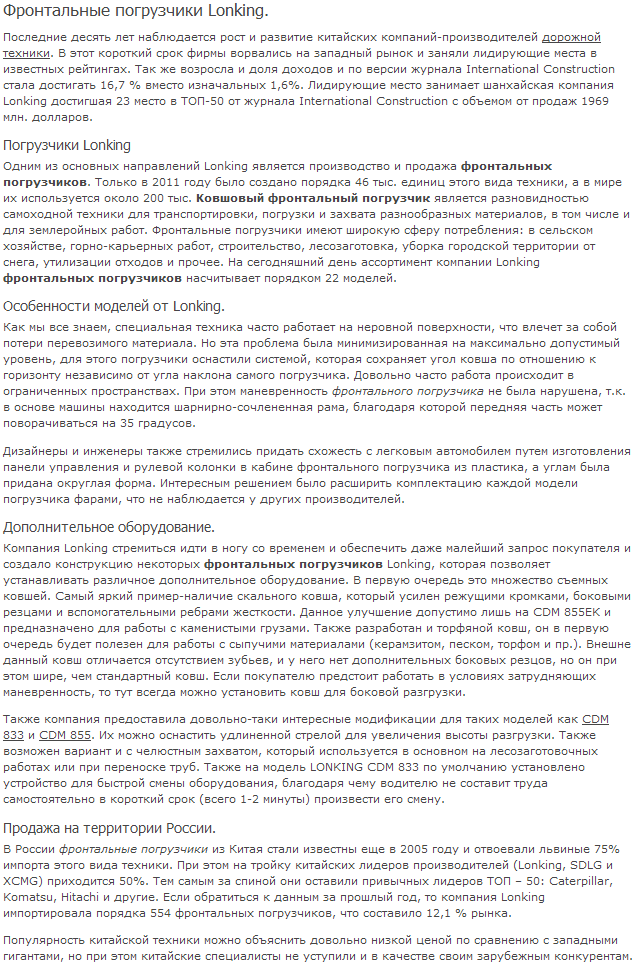 Фронтальные погрузчики Lonking.
Последние десять лет наблюдается рост и развитие китайских компаний-производителей дорожной
техники. В этот короткий срок фирмы ворвались на западный рынок и заняли лидирующие места в
известных рейтингах. Так же возросла и доля доходов и по версии журнала International Construction
стала достигать 16,7 % вместо изначальных 1,6%. Лидирующие место занимает шанхайская компания
Lonking достигшая 23 место в ТОП-50 от журнала International Construction с объемом от продаж 1969
млн. долларов.
Погрузчики Lonking
Одним из основных направлений Lonking является производство и продажа фронтальных
погрузчиков. Только в 2011 году было создано порядка 46 тыс. единиц этого вида техники, а в мире
их используется около 200 тыс. Ковшовый фронтальный погрузчик является разновидностью
самоходной техники для транспортировки, погрузки и захвата разнообразных материалов, в том числе и
для землеройных работ. Фронтальные погрузчики имеют широкую сферу потребления: в сельском
хозяйстве, горно-карьерных работ, строительство, лесозаготовка, уборка городской территории от
снега, утилизации отходов и прочее. На сегодняшний день ассортимент компании Lonking
фронтальных погрузчиков насчитывает порядком 22 моделей.
Особенности моделей от Lonking.
Как мы все знаем, специальная техника часто работает на неровной поверхности, что влечет за собой
потери перевозимого материала. Но эта проблема была минимизированная на максимально допустимый
уровень, для этого погрузчики оснастили системой, которая сохраняет угол ковша по отношению к
горизонту независимо от угла наклона самого погрузчика. Довольно часто работа происходит в
ограниченных пространствах. При этом маневренность фронтального погрузчика не была нарушена, т.к.
в основе машины находится шарнирно-сочлененная рама, благодаря которой передняя часть может
поворачиваться на 35 градусов.
Дизайнеры и инженеры также стремились придать схожесть с легковым автомобилем путем изготовления
панели управления и рулевой колонки в кабине фронтального погрузчика из пластика, а углам была
придана округлая форма. Интересным решением было расширить комплектацию каждой модели
погрузчика фарами, что не наблюдается у других производителей.
Дополнительное оборудование.
Компания Lonking стремиться идти в ногу со временем и обеспечить даже малейший запрос покупателя и
создало конструкцию некоторых фронтальных погрузчиков Lonking, которая позволяет
устанавливать различное дополнительное оборудование. В первую очередь это множество съемных
ковшей. Самый яркий пример-наличие скального ковша, который усилен режущими кромками, боковыми
резцами и вспомогательными ребрами жесткости. Данное улучшение допустимо лишь на CDM 855EK и
предназначено для работы с каменистыми грузами. Также разработан и торфяной ковш, он в первую
очередь будет полезен для работы с сыпучими материалами (керамзитом, песком, торфом и пр.). Внешне
данный ковш отличается отсутствием зубьев, и у него нет дополнительных боковых резцов, но он при
этом шире, чем стандартный ковш. Если покупателю предстоит работать в условиях затрудняющих
маневренность, то тут всегда можно установить ковш для боковой разгрузки.
Также компания предоставила довольно-таки интересные модификации для таких моделей как CDM
833 и CDM 855. Их можно оснастить удлиненной стрелой для увеличения высоты разгрузки. Также
возможен вариант и с челюстным захватом, который используется в основном на лесозаготовочных
работах или при переноске труб. Также на модель LONKING CDM 833 по умолчанию установлено
устройство для быстрой смены оборудования, благодаря чему водителю не составит труда
самостоятельно в короткий срок (всего 1-2 минуты) произвести его смену.
Продажа на территории России.
В России фронтальные погрузчики из Китая стали известны еще в 2005 году и отвоевали львиные 75%
импорта этого вида техники. При этом на тройку китайских лидеров производителей (Lonking, SDLG и
XCMG) приходится 50%. Тем самым за спиной они оставили привычных лидеров ТОП – 50: Caterpillar,
Komatsu, Hitachi и другие. Если обратиться к данным за прошлый год, то компания Lonking
импортировала порядка 554 фронтальных погрузчиков, что составило 12,1 % рынка.
Популярность китайской техники можно объяснить довольно низкой ценой по сравнению с западными
гигантами, но при этом китайские специалисты не уступили и в качестве своим зарубежным конкурентам.